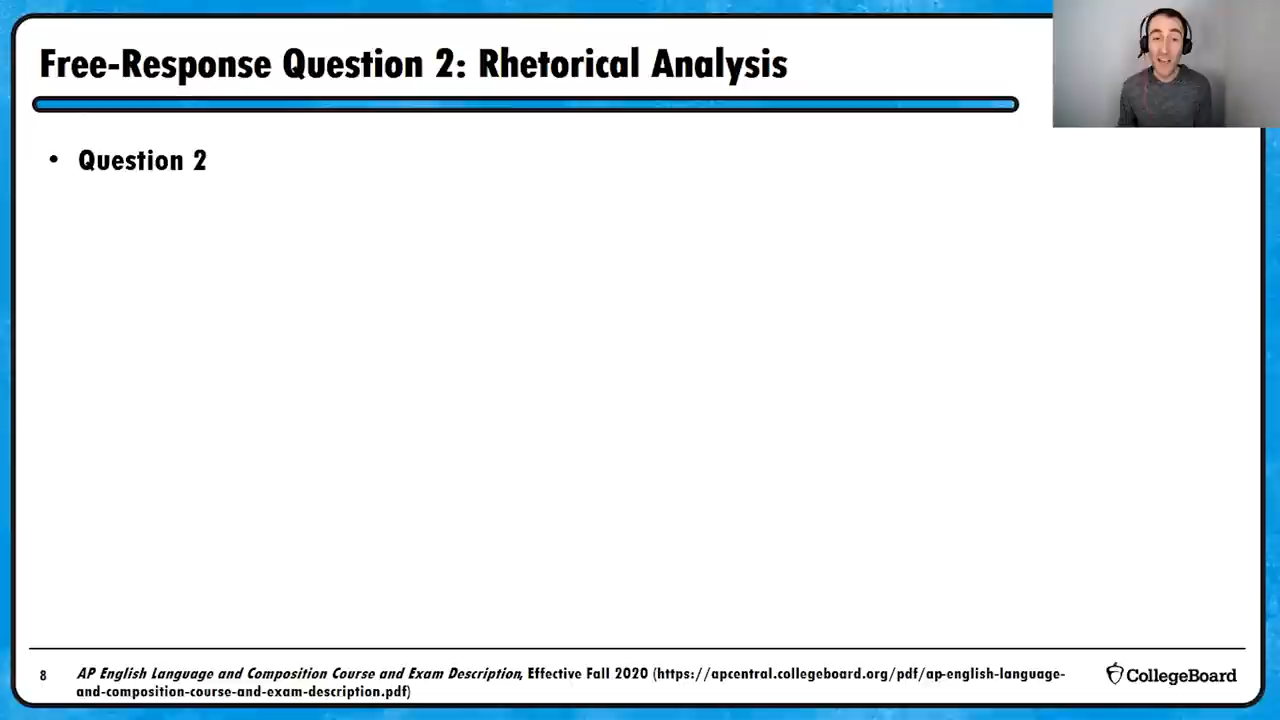 Free-Response Question 2: Rhetorical Analysis
• Question 2
8
AP English Language and Composition Course and Exam Description, Effective Fall 2020 (https://apcentral.collegeboard.org/pdf/ap-english-language-
and-composition-course-and-exam-description.pdf)
CollegeBoard